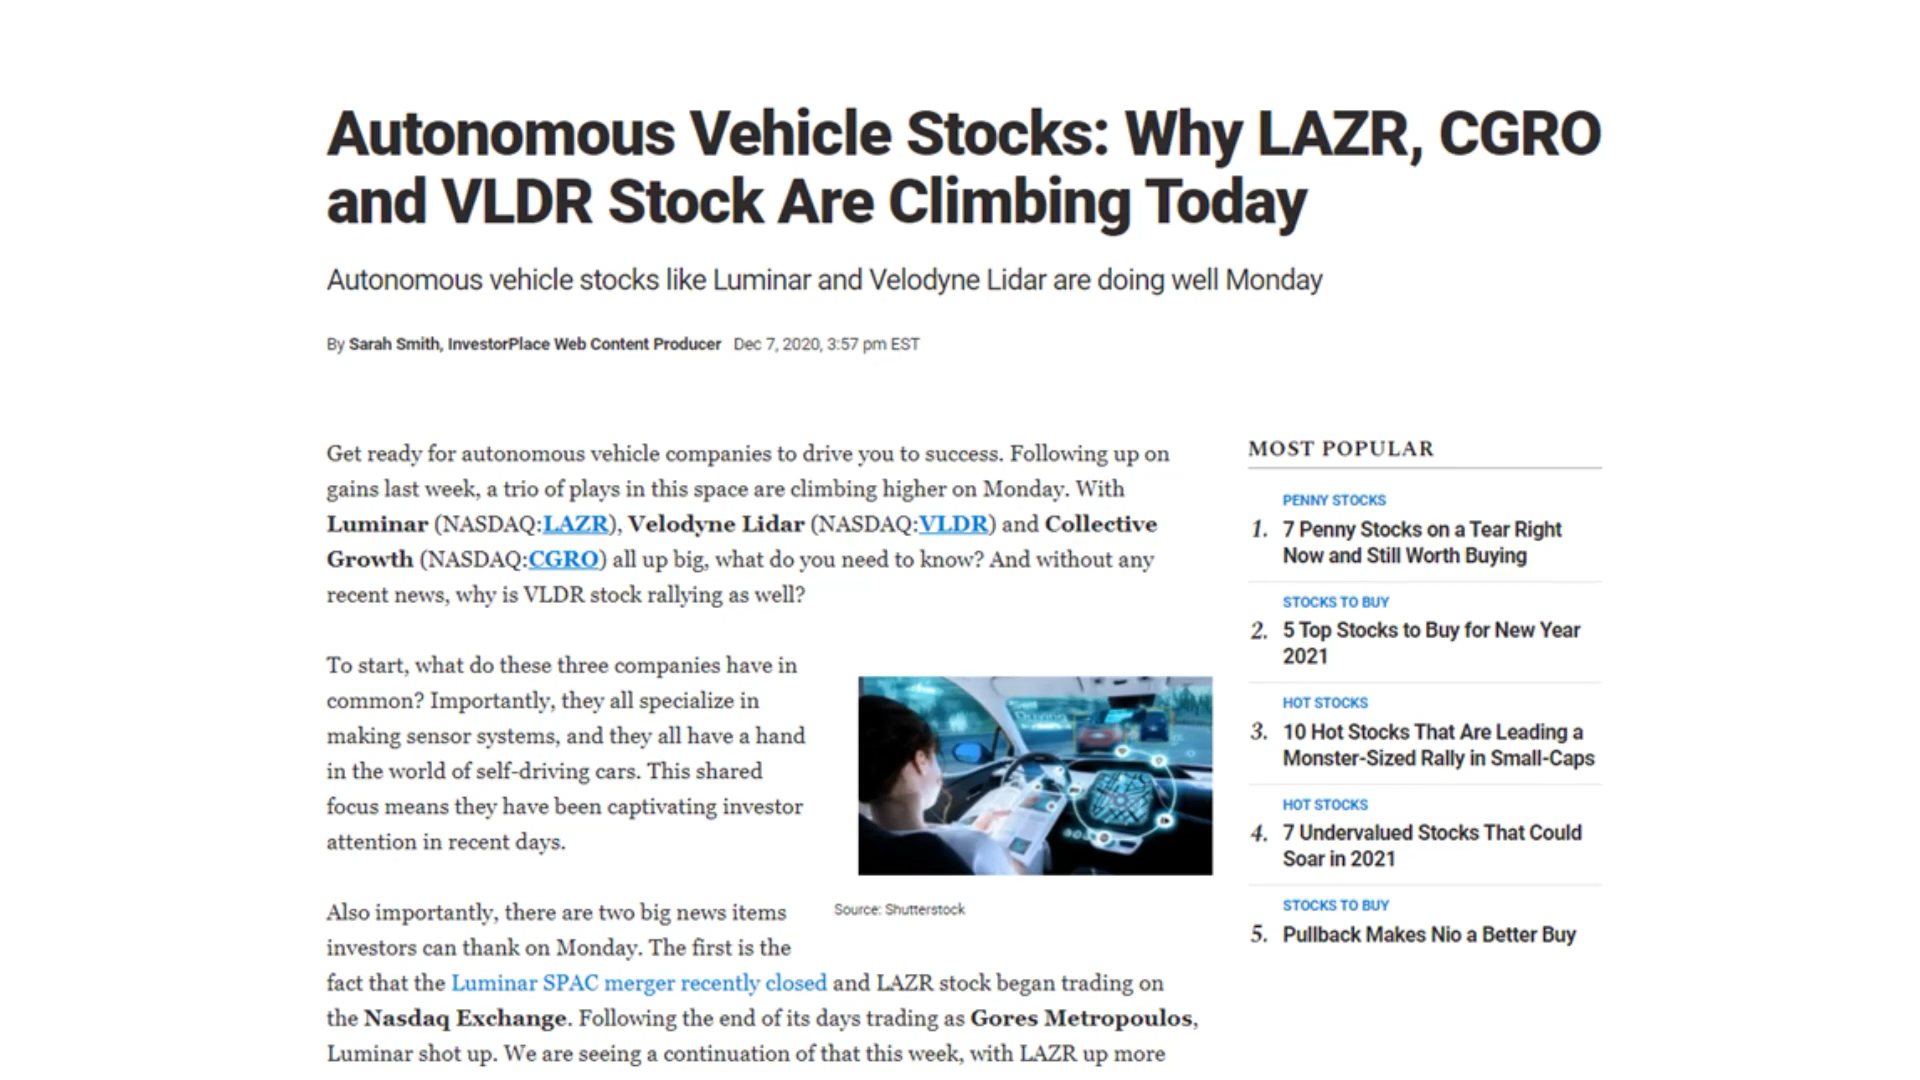 Autonomous Vehicle Stocks: Why LAZR, CGRO
and VLDR Stock Are Climbing Today
Autonomous vehicle stocks like Luminar and Velodyne Lidar are doing well Monday
By Sarah Smith, InvestorPlace Web Content Producer Dec 7, 2020, 3:57 pm EST
Get ready for autonomous vehicle companies to drive you to success. Following up on
gains last week, a trio of plays in this space are climbing higher on Monday. With
Luminar (NASDAQ:LAZR), Velodyne Lidar (NASDAQ:VLDR) and Collective
Growth (NASDAQ:CGRO) all up big, what do you need to know? And without any
recent news, why is VLDR stock rallying as well?
To start, what do these three companies have in
common? Importantly, they all specialize in
making sensor systems, and they all have a hand
in the world of self-driving cars. This shared
focus means they have been captivating investor
attention in recent days.
Source: Shutterstock
Also importantly, there are two big news items
investors can thank on Monday. The first is the
fact that the Luminar SPAC merger recently closed and LAZR stock began trading on
the Nasdaq Exchange. Following the end of its days trading as Gores Metropoulos,
Luminar shot up. We are seeing a continuation of that this week, with LAZR up more
MOST POPULAR
PENNY STOCKS
1. 7 Penny Stocks on a Tear Right
Now and Still Worth Buying
STOCKS TO BUY
2. 5 Top Stocks to Buy for New Year
2021
HOT STOCKS
3. 10 Hot Stocks That Are Leading a
Monster-Sized Rally in Small-Caps
HOT STOCKS
4. 7 Undervalued Stocks That Could
Soar in 2021
STOCKS TO BUY
5. Pullback Makes Nio a Better Buy